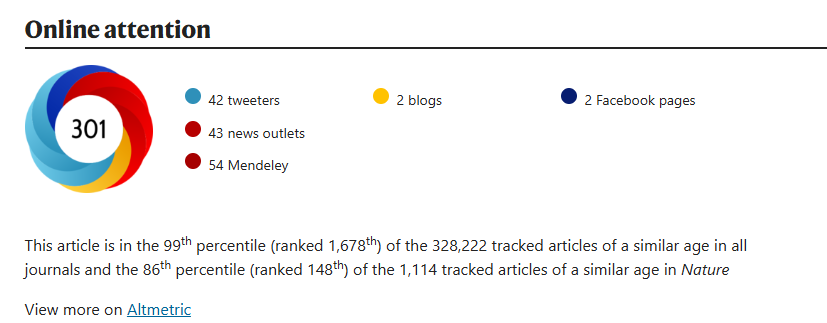 Online attention
301
42 tweeters
2 blogs
2 Facebook pages
43 news outlets
54 Mendeley
This article is in the 99th percentile (ranked 1,678th) of the 328,222 tracked articles of a similar age in all
journals and the 86th percentile (ranked 148th) of the 1,114 tracked articles of a similar age in Nature
View more on Altmetric